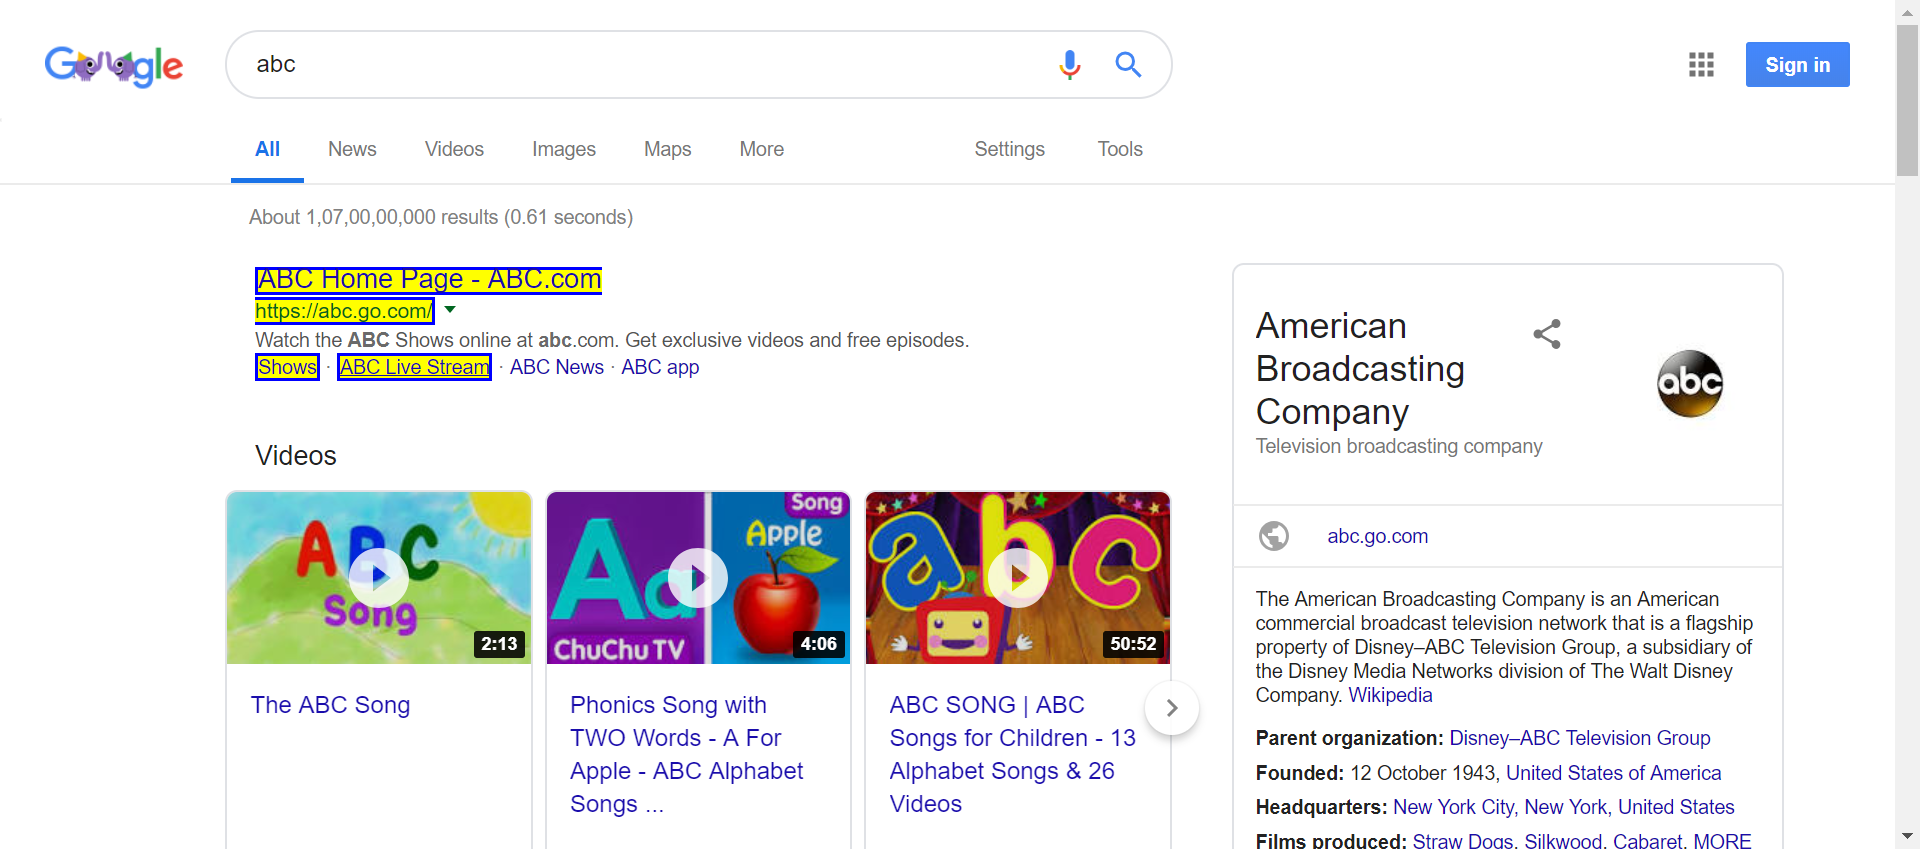 Google
abc
Sign in
All News Videos Images Maps More Settings Tools
About 1,07,00,00,000 results (0.61 seconds)
ABC Home Page - ABC.com
https://abc.go.com/
Watch the ABC Shows online at abc.com. Get exclusive videos and free episodes.
Shows · ABC Live Stream · ABC News · ABC app
Videos
ABC
Song
2:13
The ABC Song
Song
Aa
Apple
ChuChu TV
4:06
Phonics Song with
TWO Words - A For
Apple - ABC Alphabet
Songs ...
abc
50:52
ABC SONG | ABC
Songs for Children - 13
Alphabet Songs & 26
Videos
American
Broadcasting
Company
Television broadcasting company
abc
abc.go.com
The American Broadcasting Company is an American
commercial broadcast television network that is a flagship
property of Disney–ABC Television Group, a subsidiary of
the Disney Media Networks division of The Walt Disney
Company. Wikipedia
Parent organization: Disney–ABC Television Group
Founded: 12 October 1943, United States of America
Headquarters: New York City, New York, United States
Films produced: Straw Dogs, Silkwood, Cabaret, MORE